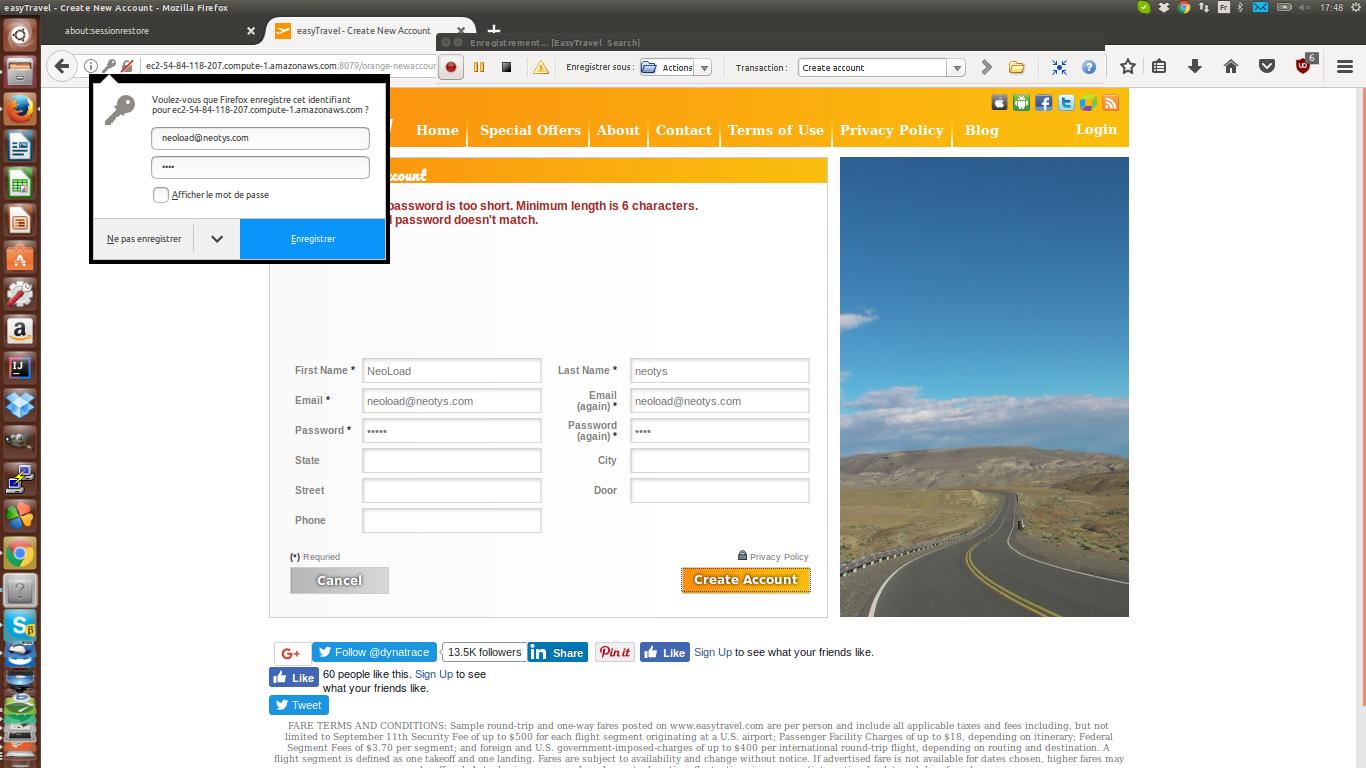 easyTravel - Create New Account - Mozilla Firefox
Fr
17:48
about:sessionrestore
easyTravel - Create New Account
Enregistrement... [EasyTravel_Search]
ec2-54-84-118-207.compute-1.amazonaws.com:8079/orange-newaccour
Enregistrer sous :
Actions
Transaction :
Create account
6
Voulez-vous que Firefox enregistre cet identifiant
pour ec2-54-84-118-207.compute-1.amazonaws.com ?
neoload@neotys.com
••••
Afficher le mot de passe
Ne pas enregistrer
Enregistrer
Home
Special Offers
About
Contact
Terms of Use
Privacy Policy
Blog
Login
ccount
password is too short. Minimum length is 6 characters.
password doesn't match.
First Name *
NeoLoad
Last Name *
neotys
Email *
neoload@neotys.com
Email
(again) *
neoload@neotys.com
Password *
•••••
Password
(again) *
••••
State
City
Street
Door
Phone
(*) Requried
Privacy Policy
Cancel
Create Account
G+
Follow @dynatrace
13.5K followers
in Share
Pin it
Like
Sign Up to see what your friends like.
Like
60 people like this. Sign Up to see
what your friends like.
Tweet
FARE TERMS AND CONDITIONS: Sample round-trip and one-way fares posted on www.easytravel.com are per person and include all applicable taxes and fees including, but not
limited to September 11th Security Fee of up to $500 for each flight segment originating at a U.S. airport; Passenger Facility Charges of up to $18, depending on itinerary; Federal
Segment Fees of $3.70 per segment; and foreign and U.S. government-imposed-charges of up to $400 per international round-trip flight, depending on routing and destination. A
flight segment is defined as one takeoff and one landing. Fares are subject to availability and change without notice. If advertised fare is not available for dates chosen, higher fares may